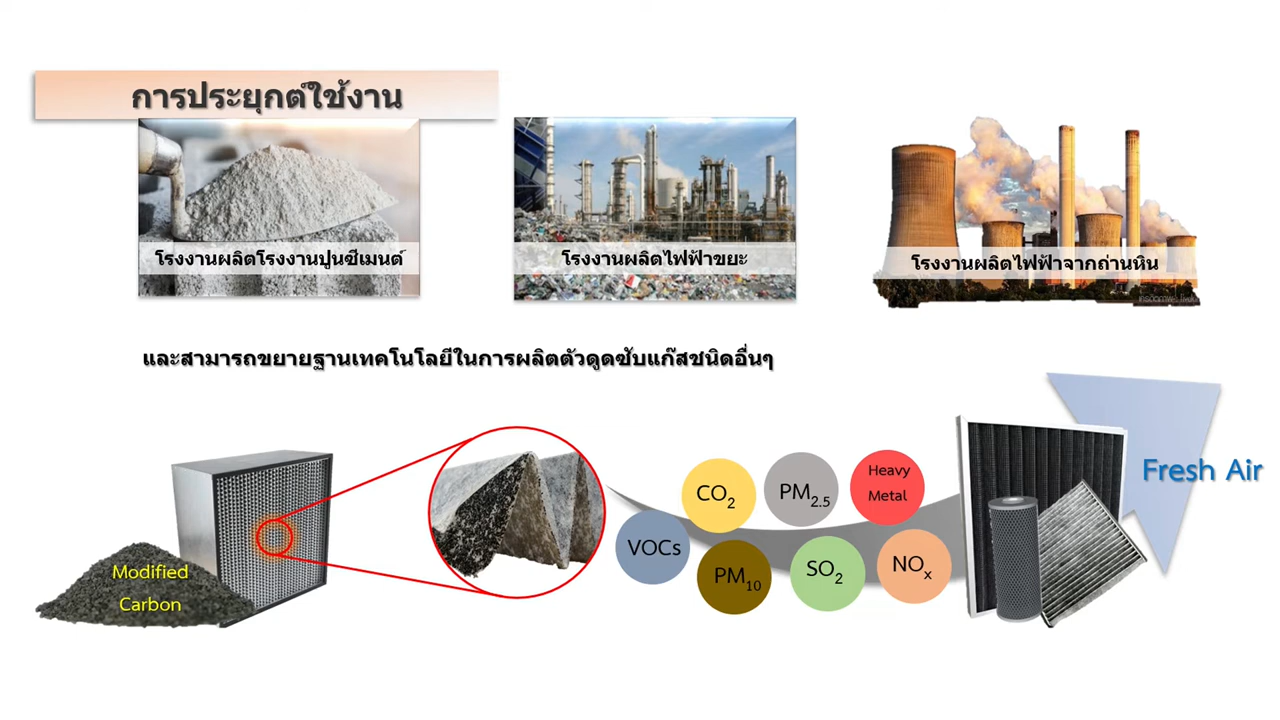 การประยุกต์ใช้งาน
โรงงานผลิตโรงงานปูนซีเมนต์
โรงงานผลิตไฟฟ้าขยะ
โรงงานผลิตไฟฟ้าจากถ่านหิน
และสามารถขยายฐานเทคโนโลยีในการผลิตตัวดูดซับแก๊สชนิดอื่นๆ
Modified
Carbon
VOCs
CO2
PM2.5
Heavy
Metal
PM10
SO2
NOx
Fresh Air